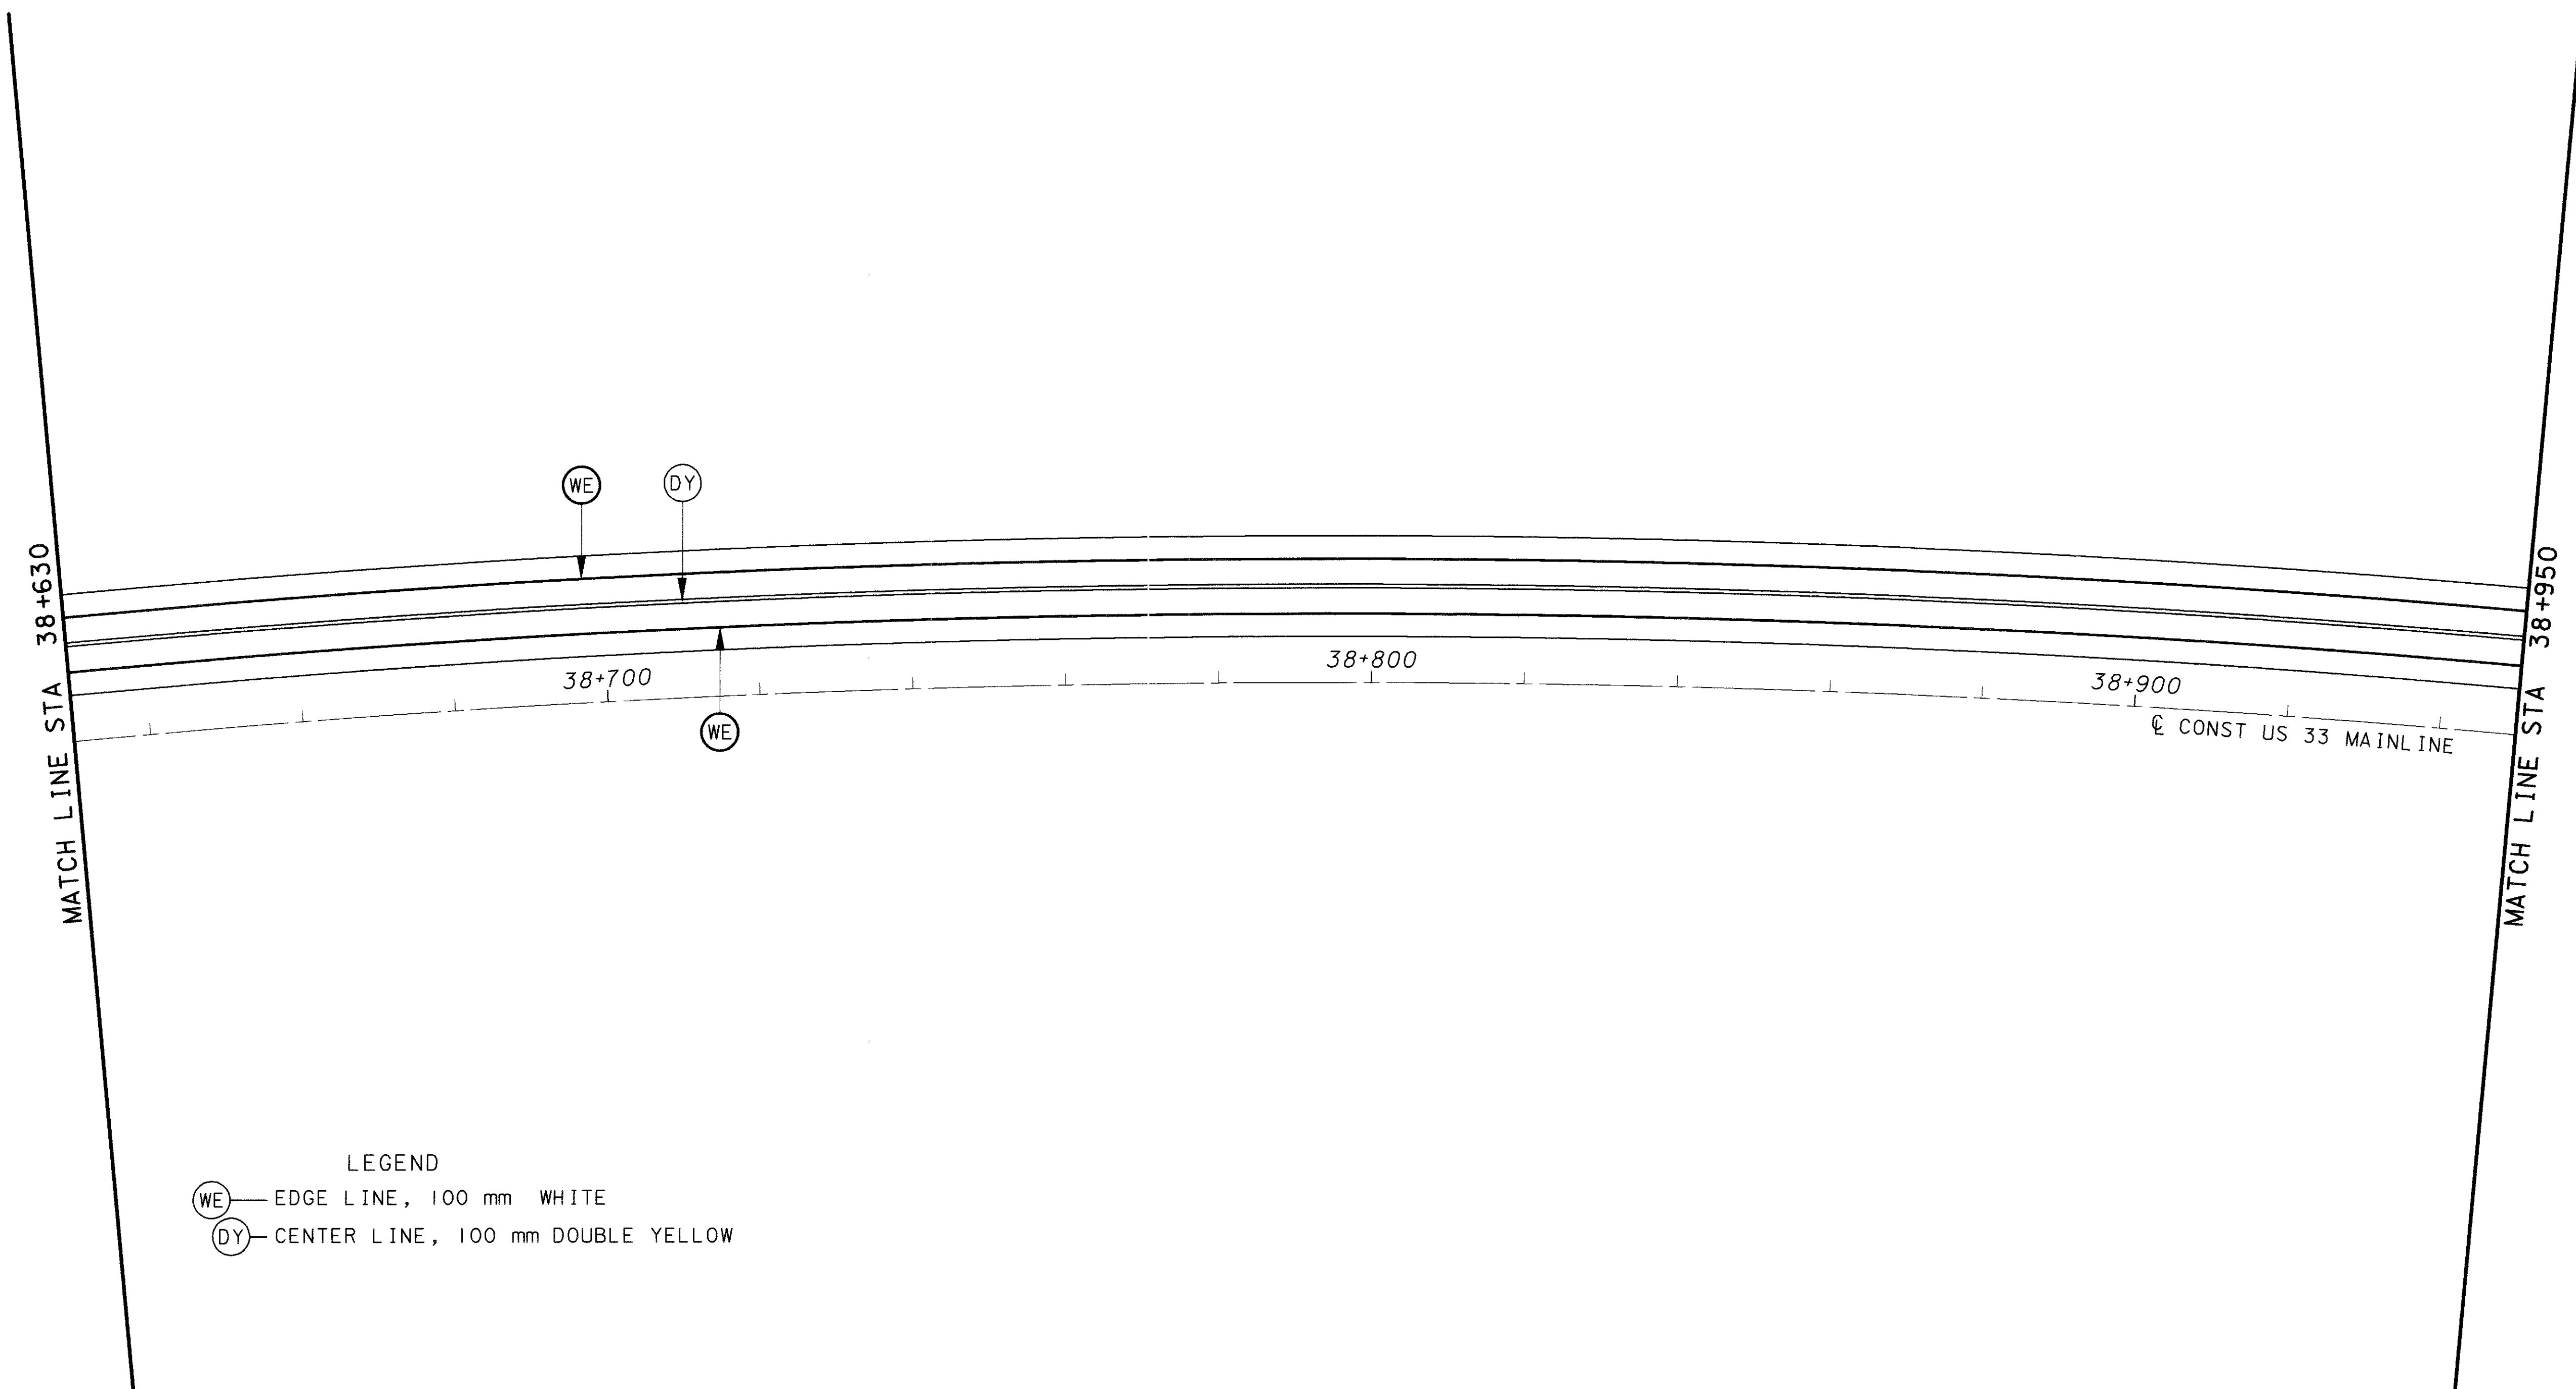 MATCH LINE STA 38+630
WE
DY
WE
38+700
38+800
38+900
℄ CONST US 33 MAINLINE
MATCH LINE STA 38+950
LEGEND
WE EDGE LINE, 100 mm WHITE
DY CENTER LINE, 100 mm DOUBLE YELLOW